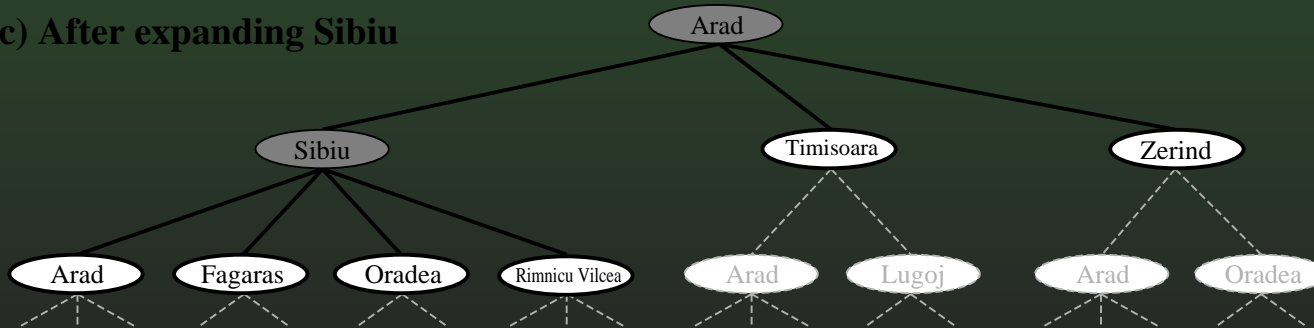 c) After expanding Sibiu
Arad
Sibiu
Timisoara
Zerind
Arad
Fagaras
Oradea
Rimnicu Vilcea
Arad
Lugoj
Arad
Oradea